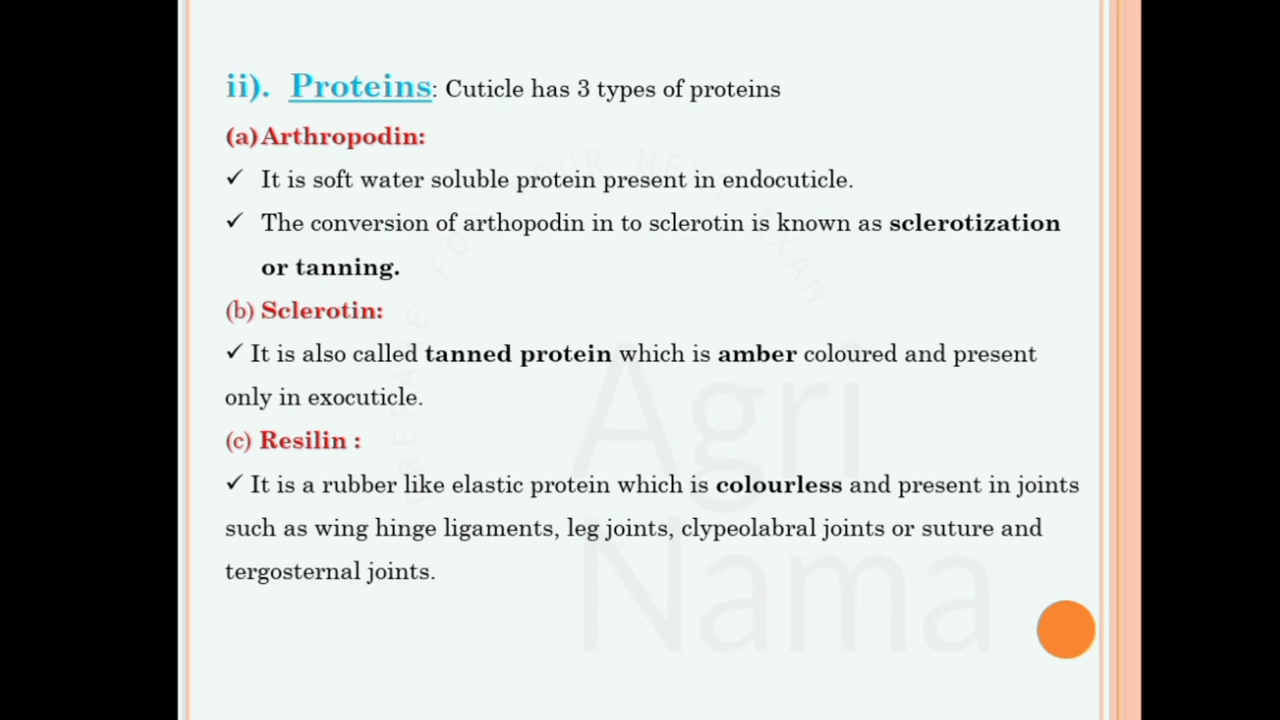 ii). Proteins: Cuticle has 3 types of proteins
(a) Arthropodin:
✓ It is soft water soluble protein present in endocuticle.
✓ The conversion of arthopodin in to sclerotin is known as sclerotization
or tanning.
(b) Sclerotin:
✓ It is also called tanned protein which is amber coloured and present
only in exocuticle.
(c) Resilin :
✓ It is a rubber like elastic protein which is colourless and present in joints
such as wing hinge ligaments, leg joints, clypeolabral joints or suture and
tergosternal joints.
Agri
Nama